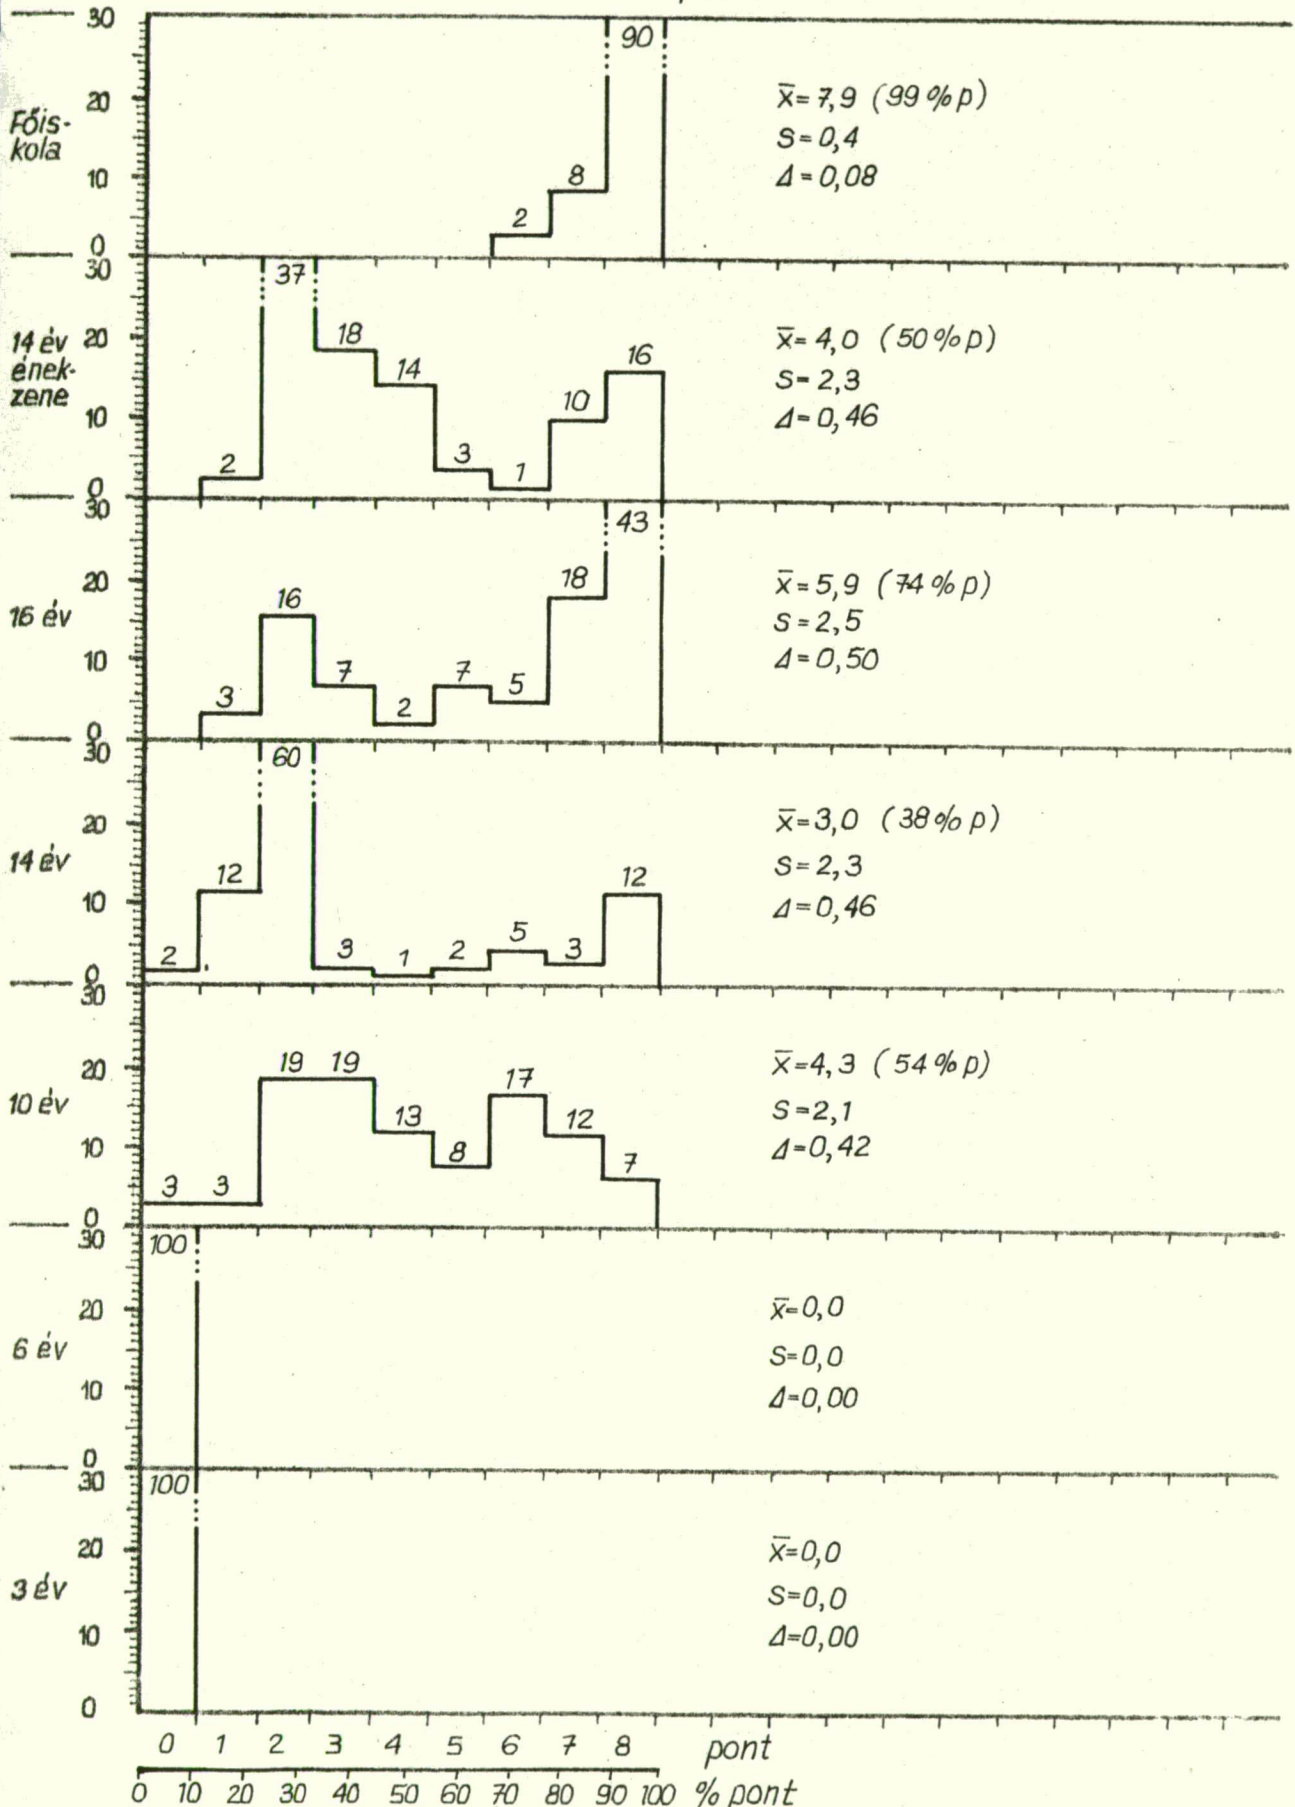 30
90
20
10
0
Főis-
kola
2 8
x̄=7,9 (99%p)
S=0,4
Δ=0,08
30
37
20
10
0
14 év
ének-
zene
2 18 14 3 1 10 16
x̄=4,0 (50%p)
S=2,3
Δ=0,46
30
43
20
10
0
16 év
3 16 7 2 7 5 18
x̄=5,9 (74%p)
S=2,5
Δ=0,50
30
60
20
10
0
14 év
2 12 3 1 2 5 3 12
x̄=3,0 (38%p)
S=2,3
Δ=0,46
30
20
10
0
10 év
3 3 19 19 13 8 17 12 7
x̄=4,3 (54%p)
S=2,1
Δ=0,42
30
100
20
10
0
6 év
x̄=0,0
S=0,0
Δ=0,00
30
100
20
10
0
3 év
x̄=0,0
S=0,0
Δ=0,00
0 1 2 3 4 5 6 7 8 pont
0 10 20 30 40 50 60 70 80 90 100 % pont